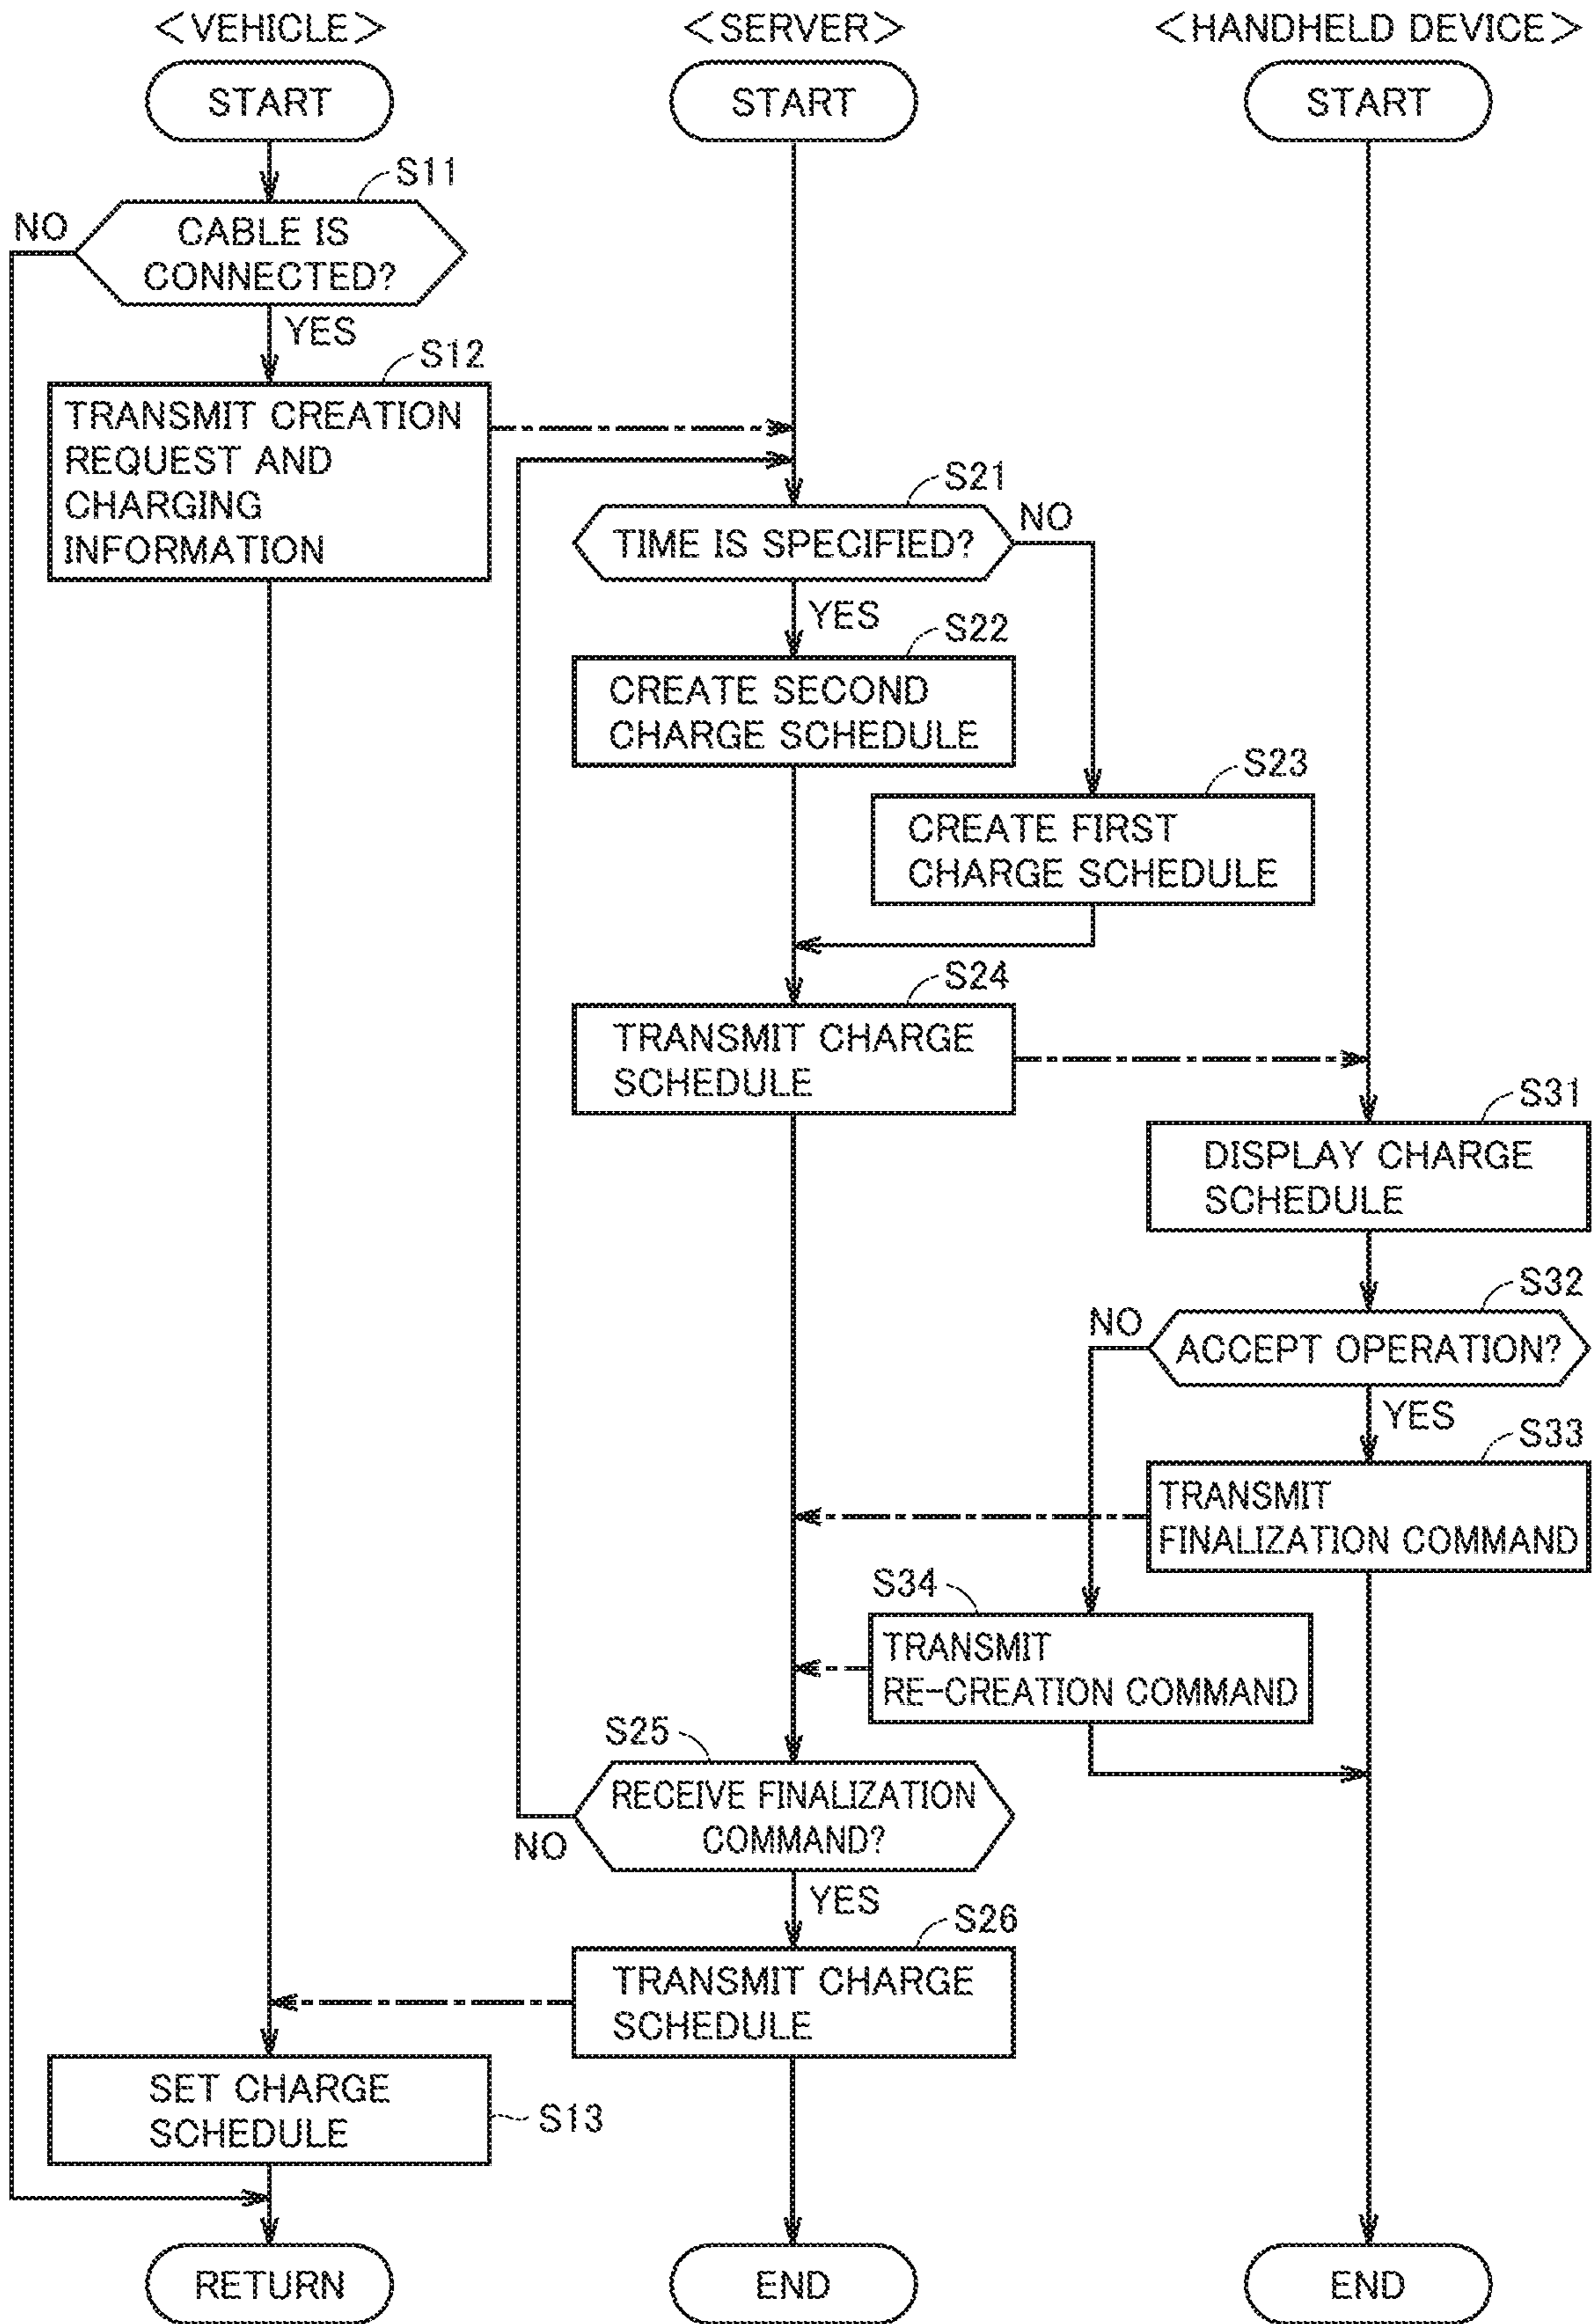 <VEHICLE>
<SERVER>
<HANDHELD DEVICE>
START
START
START
S11
NO
CABLE IS
CONNECTED?
YES
S12
TRANSMIT CREATION
REQUEST AND
CHARGING
INFORMATION
S21
NO
TIME IS SPECIFIED?
YES
S22
CREATE SECOND
CHARGE SCHEDULE
S23
CREATE FIRST
CHARGE SCHEDULE
S24
TRANSMIT CHARGE
SCHEDULE
S31
DISPLAY CHARGE
SCHEDULE
S32
NO
ACCEPT OPERATION?
YES
S33
TRANSMIT
FINALIZATION COMMAND
S34
TRANSMIT
RE-CREATION COMMAND
S25
RECEIVE FINALIZATION
COMMAND?
NO
YES
S26
TRANSMIT CHARGE
SCHEDULE
SET CHARGE
SCHEDULE
S13
RETURN
END
END